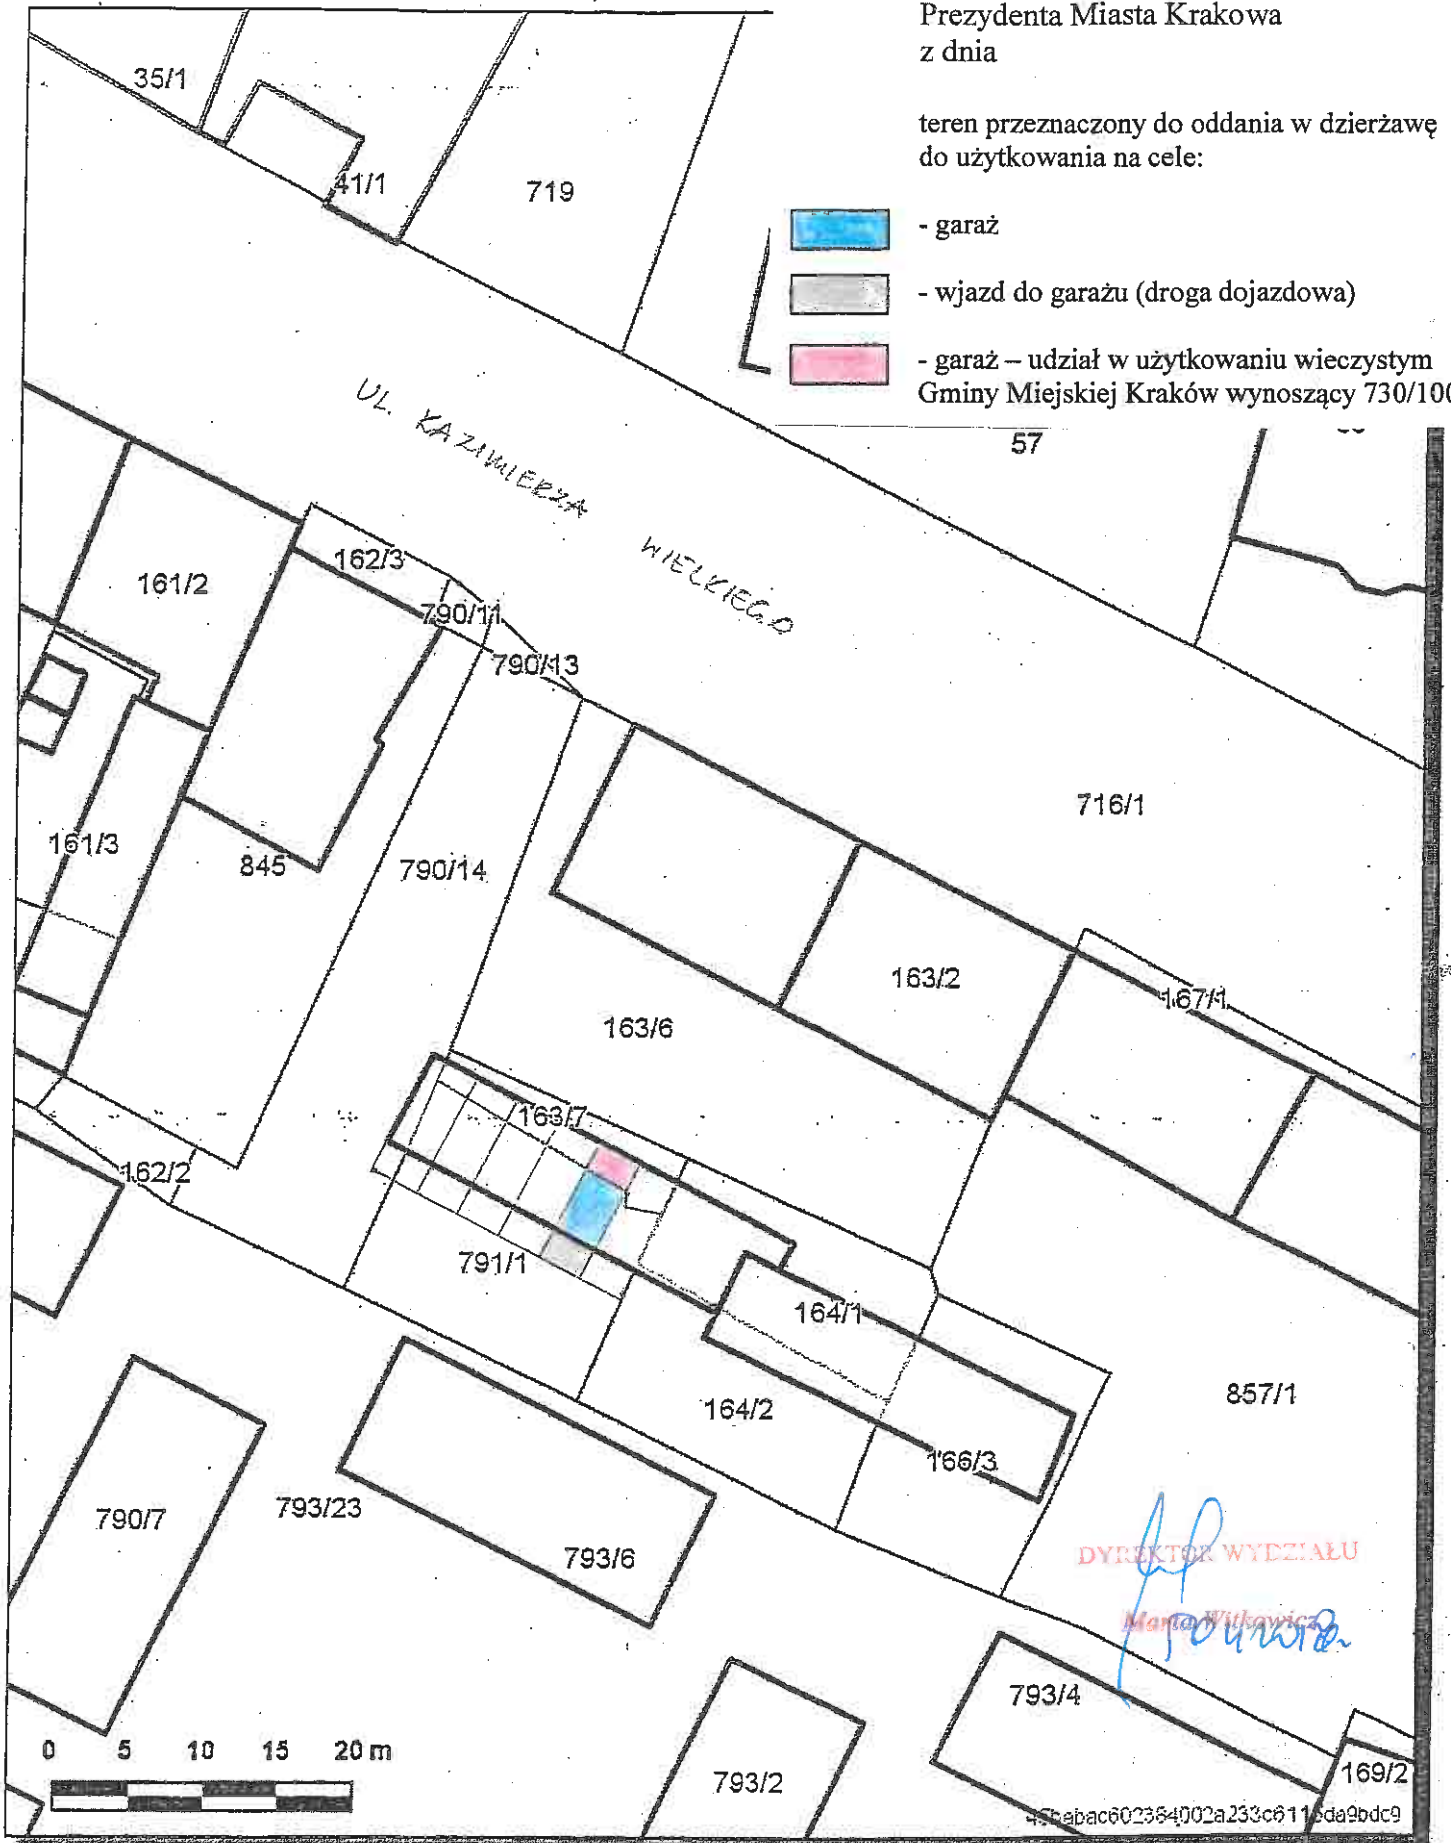 Prezydenta Miasta Krakowa
z dnia
teren przeznaczony do oddania w dzierżawę
do użytkowania na cele:
- garaż
- wjazd do garażu (droga dojazdowa)
- garaż – udział w użytkowaniu wieczystym
Gminy Miejskiej Kraków wynoszący 730/100
35/1
41/1
719
57
UL. KAZIMIERZA WIELKIEGO
161/2
162/3
790/11
790/13
716/1
161/3
845
790/14
163/2
167/1
163/6
163/7
162/2
791/1
164/1
857/1
164/2
166/3
790/7
793/23
793/6
DYREKTOR WYDZIAŁU
Marta Witkowicz
793/4
0 5 10 15 20 m
793/2
169/2